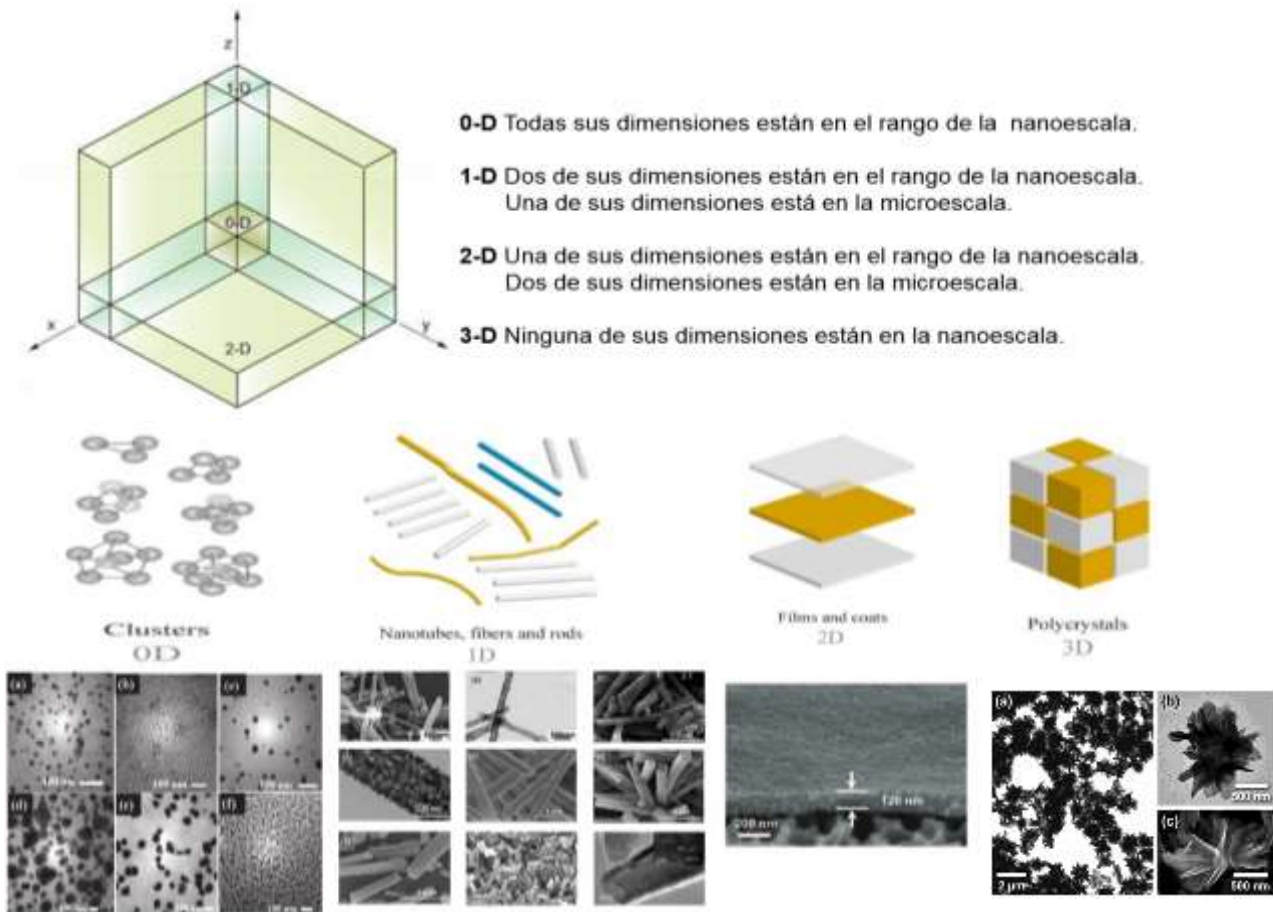 z
1-D
0-D
x
y
2-D
0-D Todas sus dimensiones están en el rango de la nanoescala.
1-D Dos de sus dimensiones están en el rango de la nanoescala.
Una de sus dimensiones está en la microescala.
2-D Una de sus dimensiones están en el rango de la nanoescala.
Dos de sus dimensiones están en la microescala.
3-D Ninguna de sus dimensiones están en la nanoescala.
Clusters
0D
Nanotubes, fibers and rods
1D
Films and coats
2D
Polycrystals
3D
(a)
(b)
(c)
(d)
(e)
(f)
120 nm
200 nm
(a)
2 µm
(b)
500 nm
(c)
500 nm